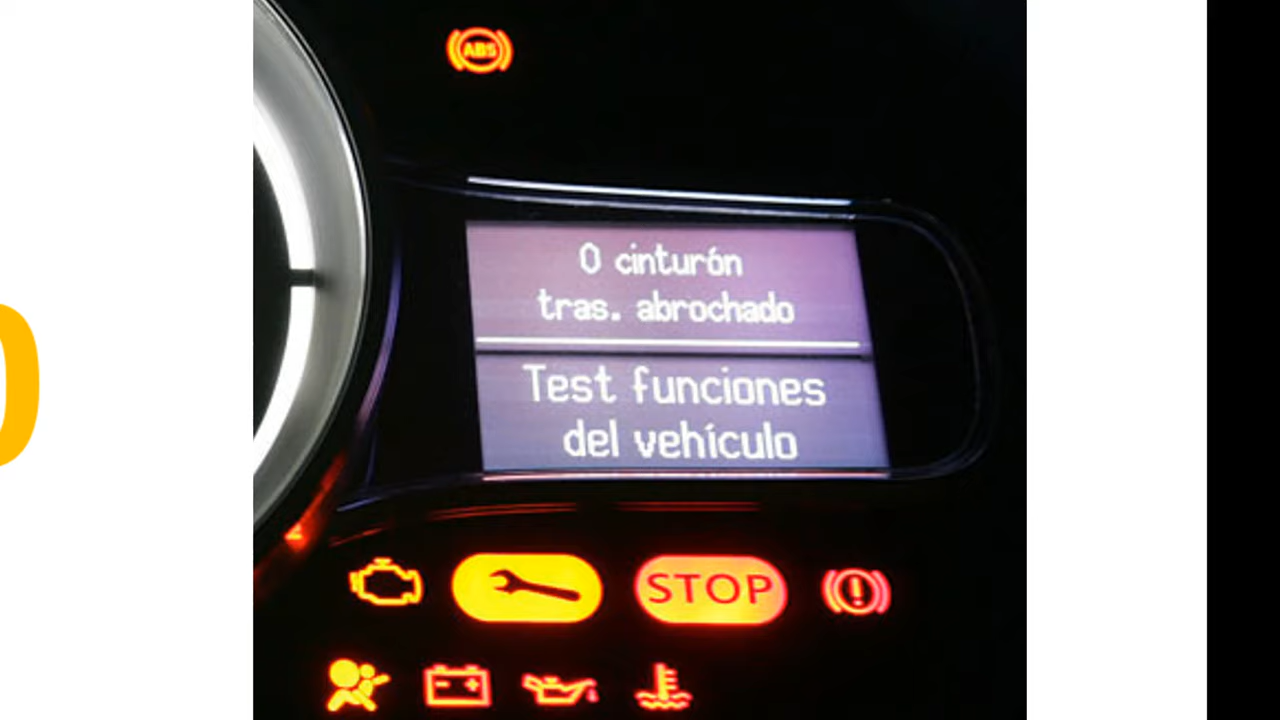 ABS
0 cinturón
tras. abrochado
Test funciones
del vehículo
STOP